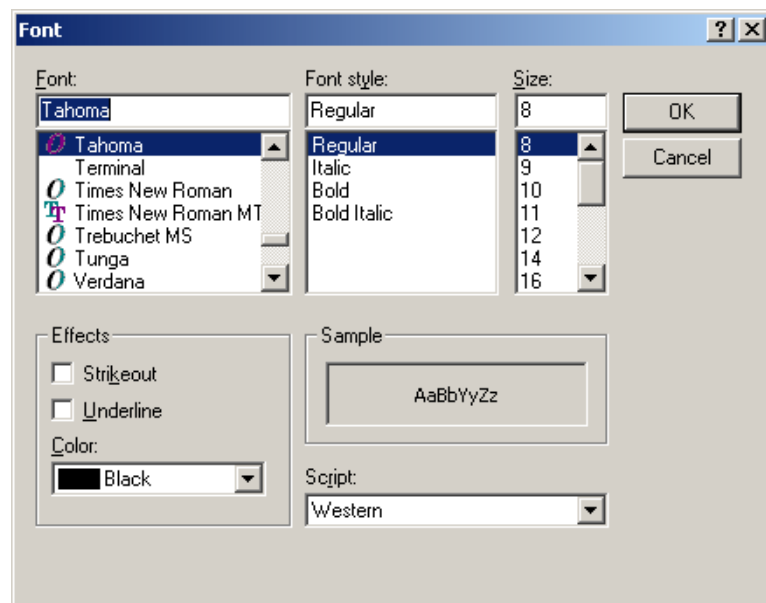 Font
Font:
Tahoma
Tahoma
Terminal
Times New Roman
Times New Roman MT
Trebuchet MS
Tunga
Verdana
Font style:
Regular
Regular
Italic
Bold
Bold Italic
Size:
8
8
9
10
11
12
14
16
OK
Cancel
Effects
Strikeout
Underline
Color:
Black
Sample
AaBbYyZz
Script:
Western